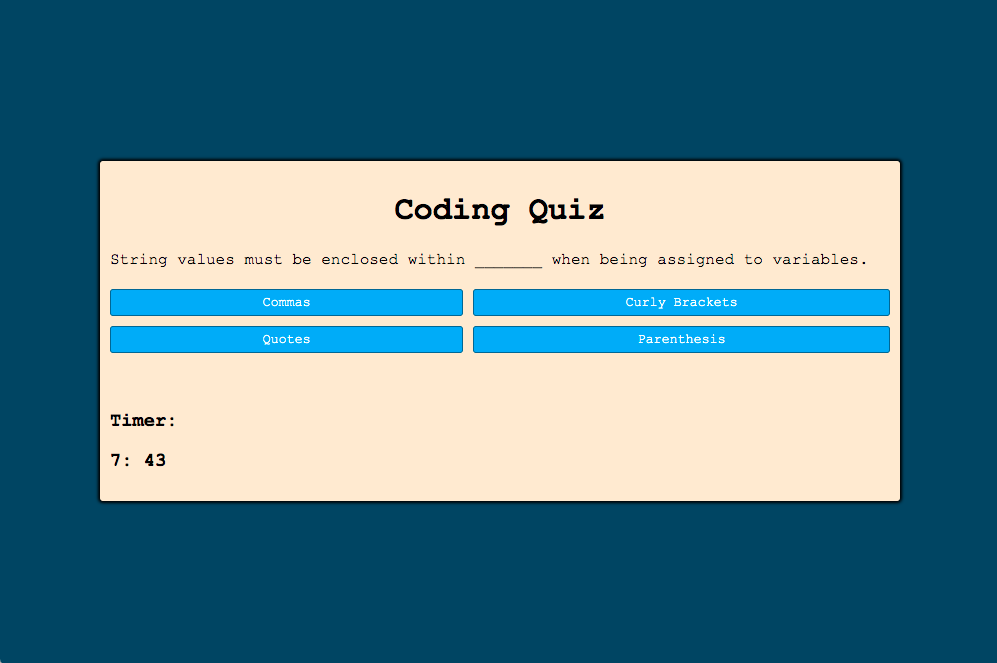 Coding Quiz
String values must be enclosed within _______ when being assigned to variables.
Commas
Curly Brackets
Quotes
Parenthesis
Timer:
7: 43